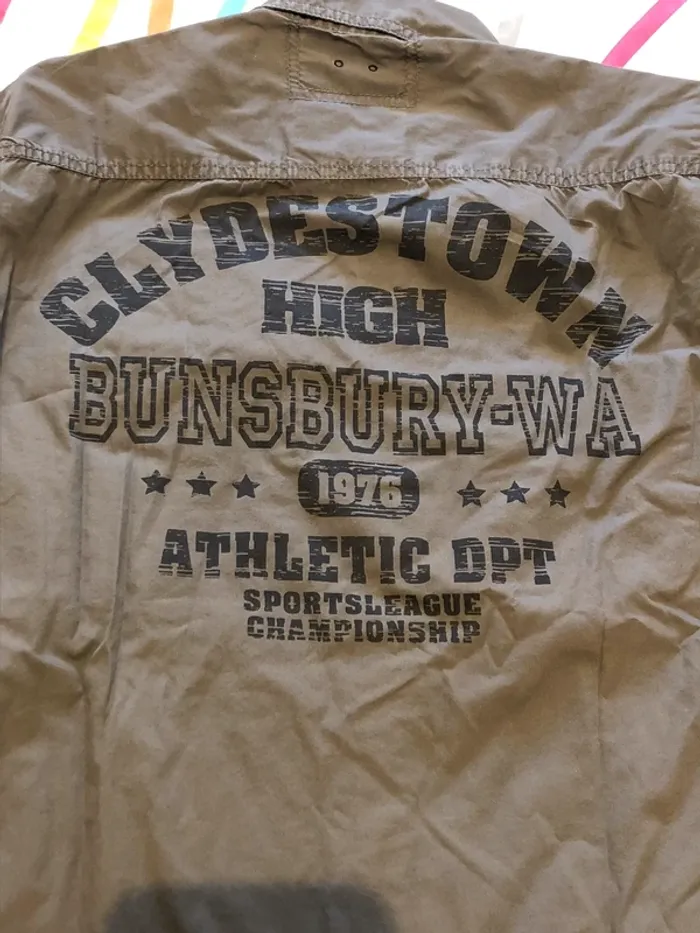 CLYDESTOWN
HIGH
BUNSBURY-WA
1976
ATHLETIC DPT
SPORTSLEAGUE
CHAMPIONSHIP